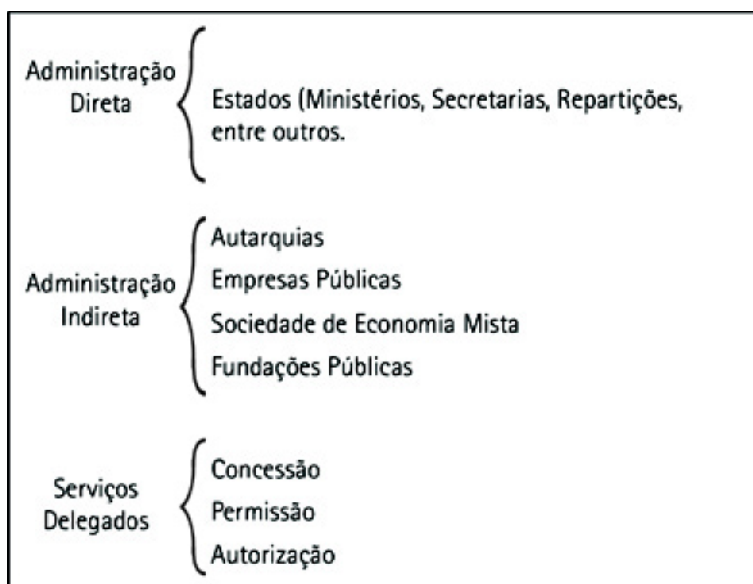 Administração
Direta
Estados (Ministérios, Secretarias, Repartições,
entre outros.
Administração
Indireta
Autarquias
Empresas Públicas
Sociedade de Economia Mista
Fundações Públicas
Serviços
Delegados
Concessão
Permissão
Autorização